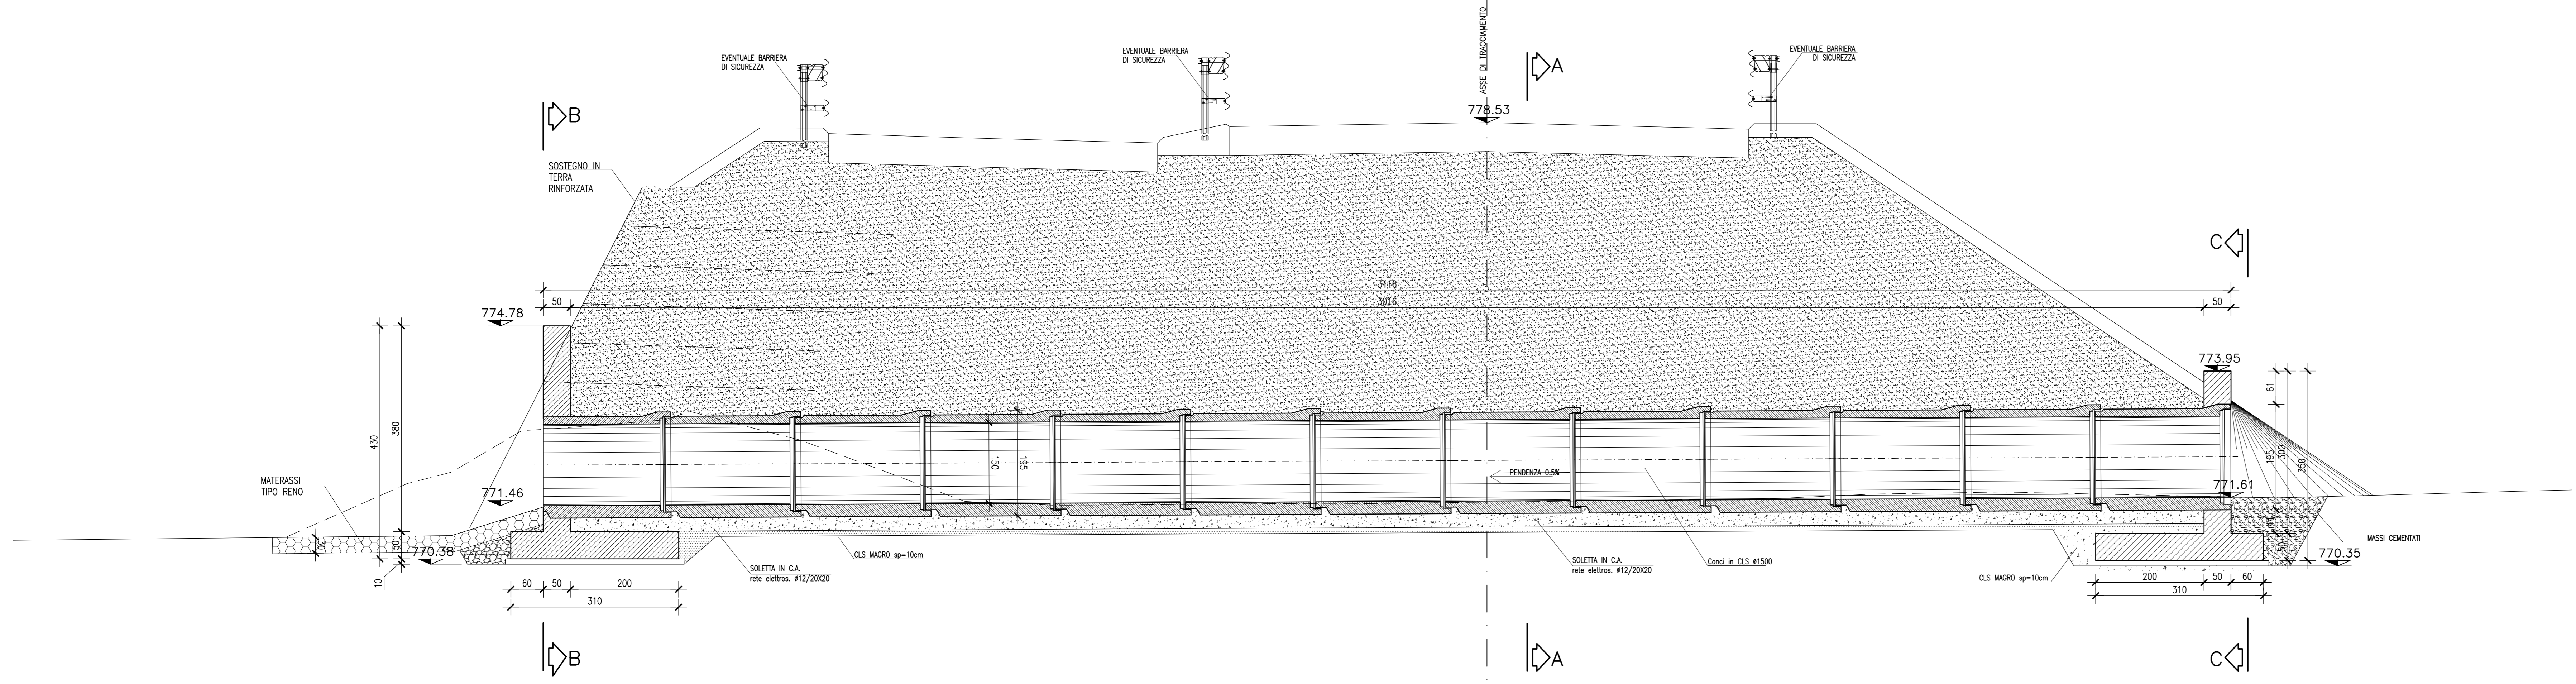 ASSE DI TRACCIAMENTO
EVENTUALE BARRIERA
DI SICUREZZA
EVENTUALE BARRIERA
DI SICUREZZA
EVENTUALE BARRIERA
DI SICUREZZA
A
B
778.53
SOSTEGNO IN
TERRA
RINFORZATA
C
3118
50
3016
50
774.78
773.95
61
430
380
150
195
195
300
350
PENDENZA 0.5%
MATERASSI
TIPO RENO
771.46
771.61
44
30
50
50
770.38
10
CLS MAGRO sp=10cm
SOLETTA IN C.A.
rete elettros. ø12/20X20
SOLETTA IN C.A.
rete elettros. ø12/20X20
Conci in CLS ø1500
MASSI CEMENTATI
770.35
CLS MAGRO sp=10cm
60
50
200
310
200
50
60
310
B
A
C